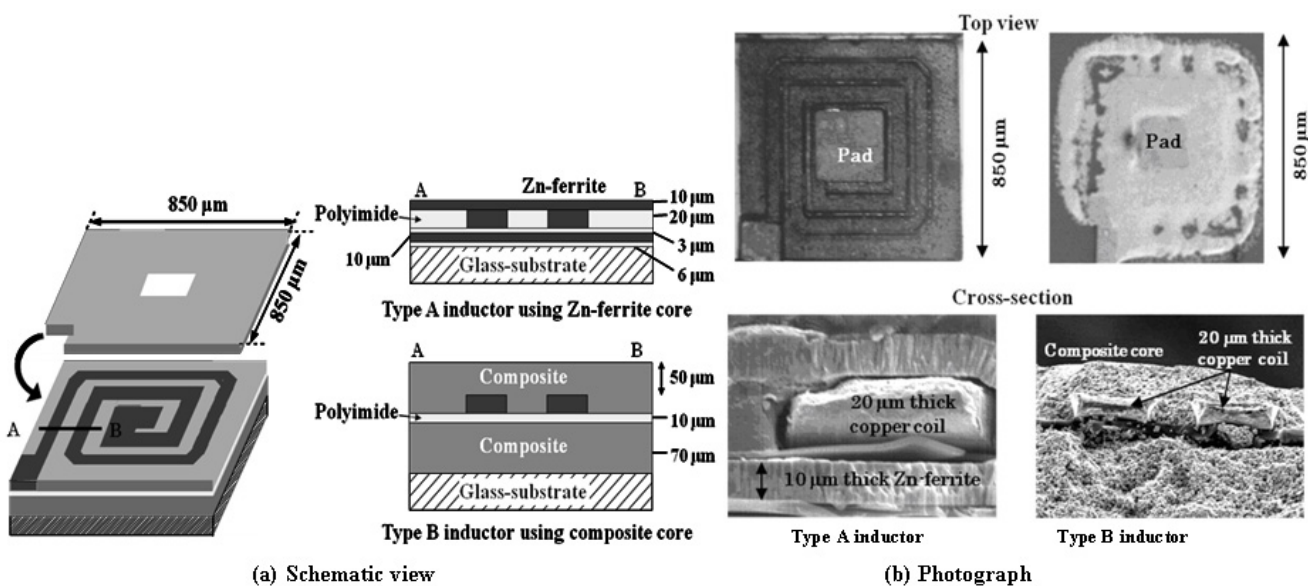 850 µm
850 µm
A
B
A
Zn-ferrite
B
Polyimide
10 µm
20 µm
3 µm
10 µm
6 µm
Glass-substrate
Type A inductor using Zn-ferrite core
A
B
Composite
50 µm
Polyimide
10 µm
Composite
70 µm
Glass-substrate
Type B inductor using composite core
(a) Schematic view
Top view
Pad
850 µm
Pad
850 µm
Cross-section
20 µm thick
copper coil
10 µm thick Zn-ferrite
Type A inductor
Composite core
20 µm thick
copper coil
Type B inductor
(b) Photograph